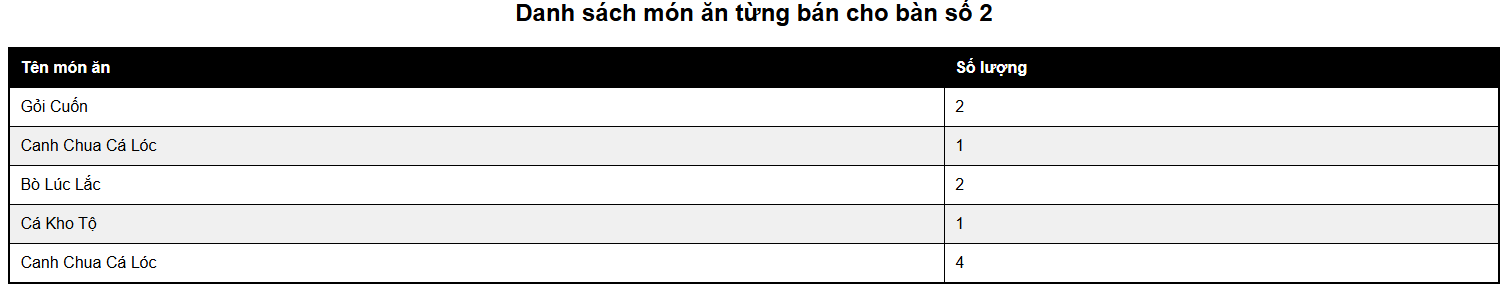 Danh sách món ăn từng bán cho bàn số 2
Tên món ăn Số lượng
Gỏi Cuốn 2
Canh Chua Cá Lóc 1
Bò Lúc Lắc 2
Cá Kho Tộ 1
Canh Chua Cá Lóc 4